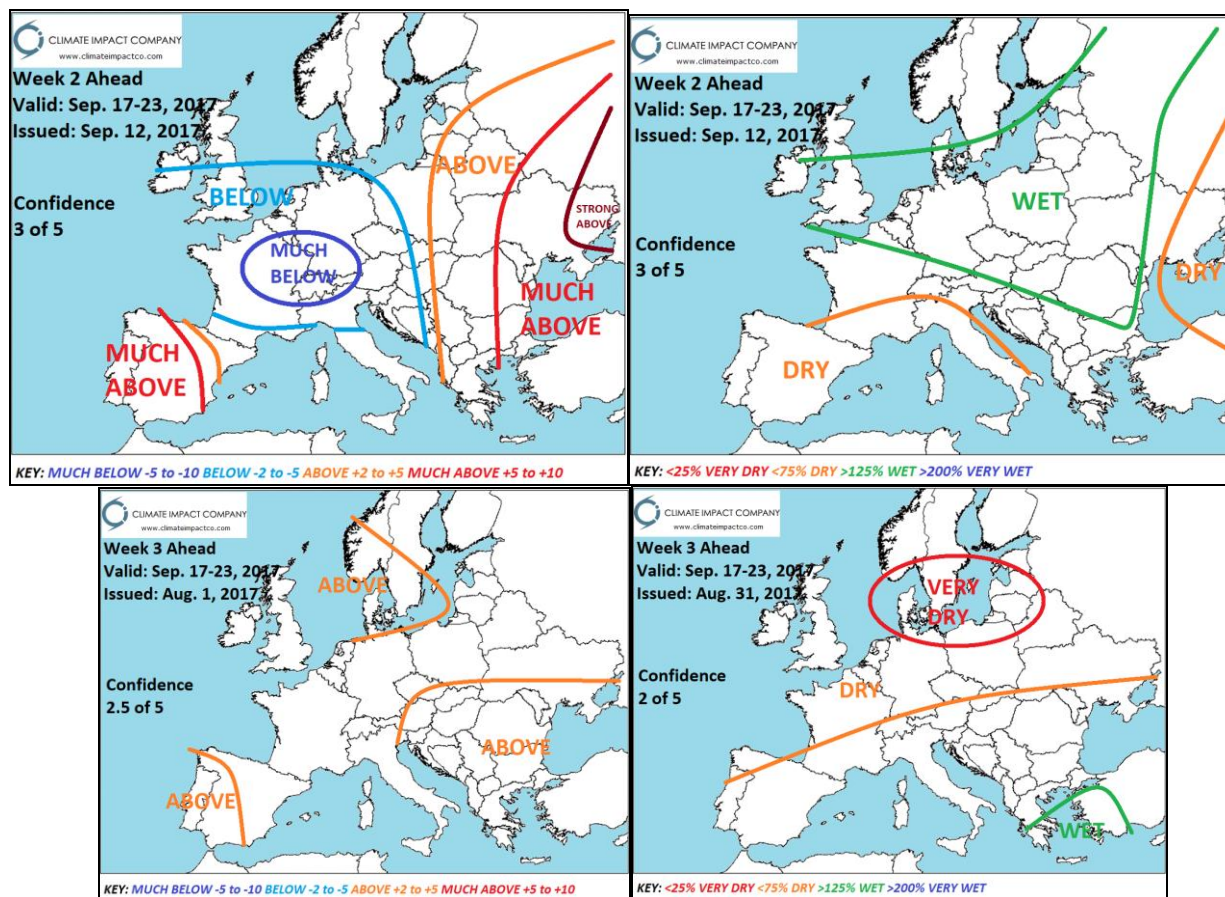 CLIMATE IMPACT COMPANY
www.climateimpactco.com
Week 2 Ahead
Valid: Sep. 17-23, 2017
Issued: Sep. 12, 2017
Confidence
3 of 5
BELOW
MUCH
BELOW
ABOVE
STRONG
ABOVE
MUCH
ABOVE
MUCH
ABOVE
KEY: MUCH BELOW -5 to -10 BELOW -2 to -5 ABOVE +2 to +5 MUCH ABOVE +5 to +10
CLIMATE IMPACT COMPANY
www.climateimpactco.com
Week 2 Ahead
Valid: Sep. 17-23, 2017
Issued: Sep. 12, 2017
Confidence
3 of 5
WET
DRY
DRY
KEY: <25% VERY DRY <75% DRY >125% WET >200% VERY WET
CLIMATE IMPACT COMPANY
www.climateimpactco.com
Week 3 Ahead
Valid: Sep. 17-23, 2017
Issued: Aug. 1, 2017
Confidence
2.5 of 5
ABOVE
ABOVE
ABOVE
KEY: MUCH BELOW -5 to -10 BELOW -2 to -5 ABOVE +2 to +5 MUCH ABOVE +5 to +10
CLIMATE IMPACT COMPANY
www.climateimpactco.com
Week 3 Ahead
Valid: Sep. 17-23, 2017
Issued: Aug. 31, 2017
Confidence
2 of 5
VERY
DRY
DRY
WET
KEY: <25% VERY DRY <75% DRY >125% WET >200% VERY WET